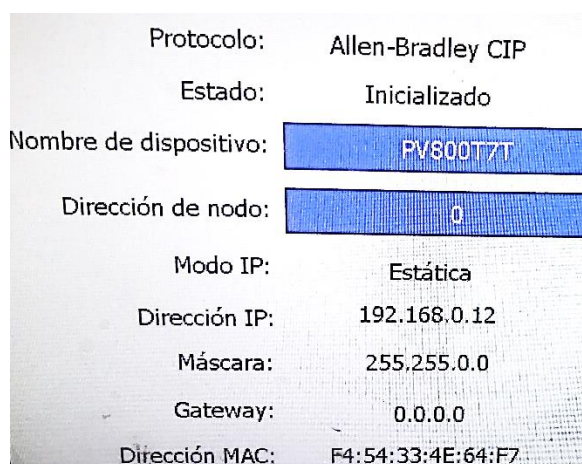 Protocolo: Allen-Bradley CIP
Estado: Inicializado
Nombre de dispositivo: PV800T7T
Dirección de nodo: 0
Modo IP: Estática
Dirección IP: 192.168.0.12
Máscara: 255.255.0.0
Gateway: 0.0.0.0
Dirección MAC: F4:54:33:4E:64:F7